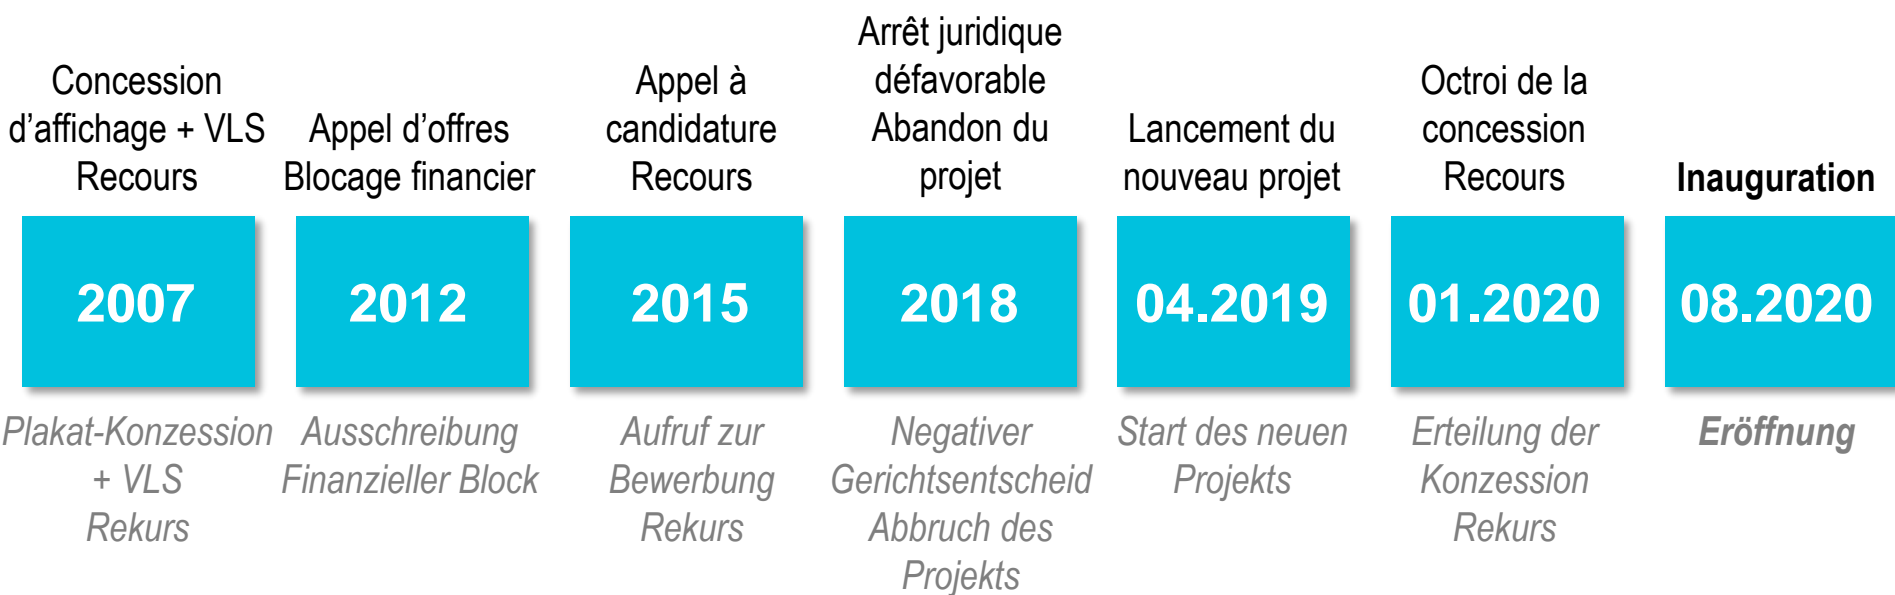 Concession
d’affichage + VLS
Recours
2007
Plakat-Konzession
+ VLS
Rekurs
Appel d’offres
Blocage financier
2012
Ausschreibung
Finanzieller Block
Appel à
candidature
Recours
2015
Aufruf zur
Bewerbung
Rekurs
Arrêt juridique
défavorable
Abandon du
projet
2018
Negativer
Gerichtsentscheid
Abbruch des
Projekts
Lancement du
nouveau projet
04.2019
Start des neuen
Projekts
Octroi de la
concession
Recours
01.2020
Erteilung der
Konzession
Rekurs
Inauguration
08.2020
Eröffnung